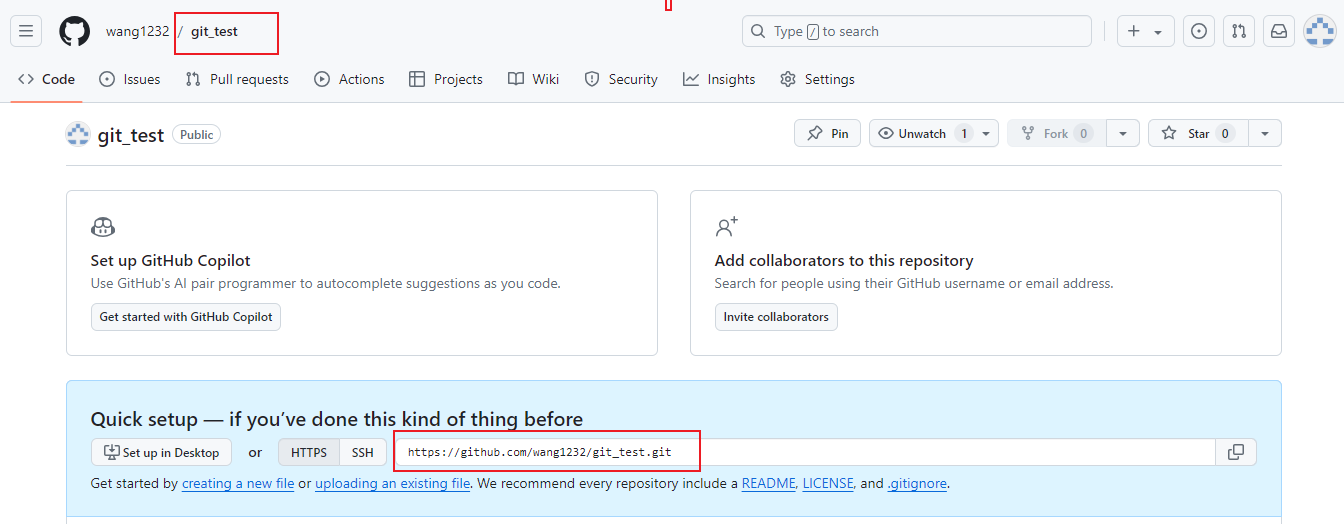 wang1232 / git_test
Type / to search
Code Issues Pull requests Actions Projects Wiki Security Insights Settings
git_test Public
Pin Unwatch 1 Fork 0 Star 0
Set up GitHub Copilot
Use GitHub's AI pair programmer to autocomplete suggestions as you code.
Get started with GitHub Copilot
Add collaborators to this repository
Search for people using their GitHub username or email address.
Invite collaborators
Quick setup — if you’ve done this kind of thing before
Set up in Desktop or HTTPS SSH https://github.com/wang1232/git_test.git
Get started by creating a new file or uploading an existing file. We recommend every repository include a README, LICENSE, and .gitignore.